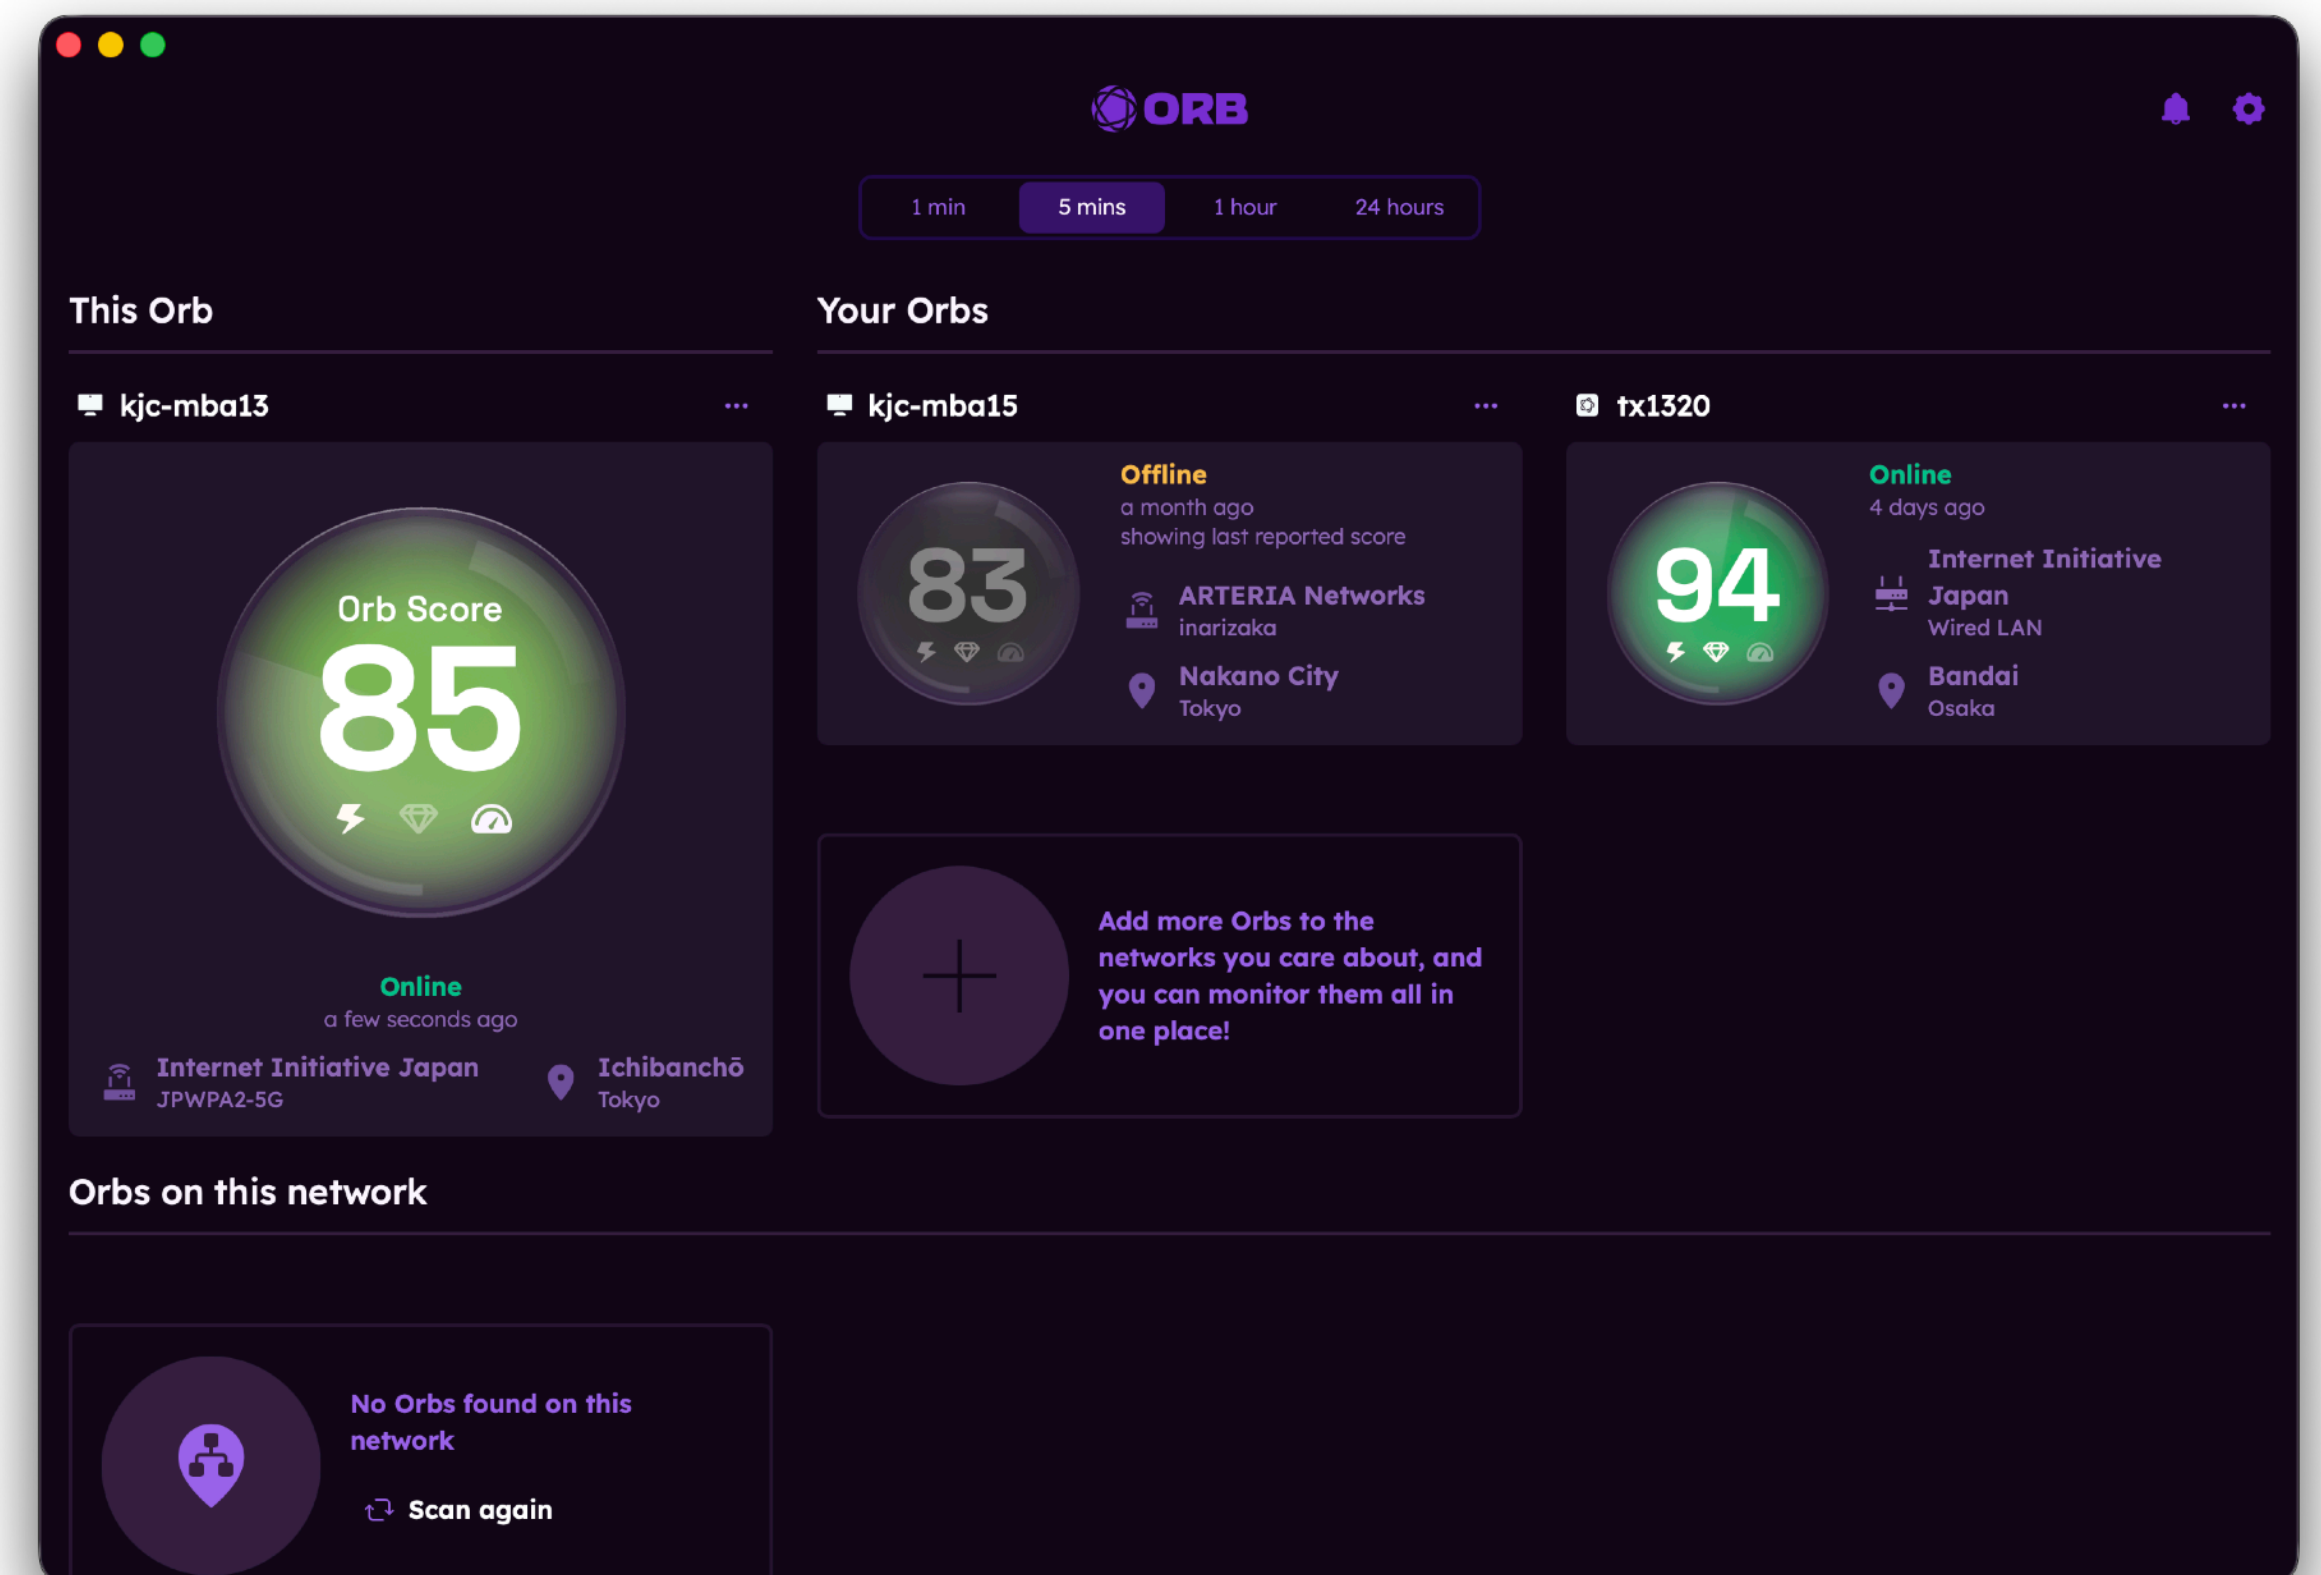 ORB
1 min
5 mins
1 hour
24 hours
This Orb
kjc-mba13
Orb Score
85
Online
a few seconds ago
Internet Initiative Japan
JPWPA2-5G
Ichibanchō
Tokyo
Your Orbs
kjc-mba15
83
Offline
a month ago
showing last reported score
ARTERIA Networks
inarizaka
Nakano City
Tokyo
tx1320
94
Online
4 days ago
Internet Initiative
Japan
Wired LAN
Bandai
Osaka
Add more Orbs to the
networks you care about, and
you can monitor them all in
one place!
Orbs on this network
No Orbs found on this
network
Scan again